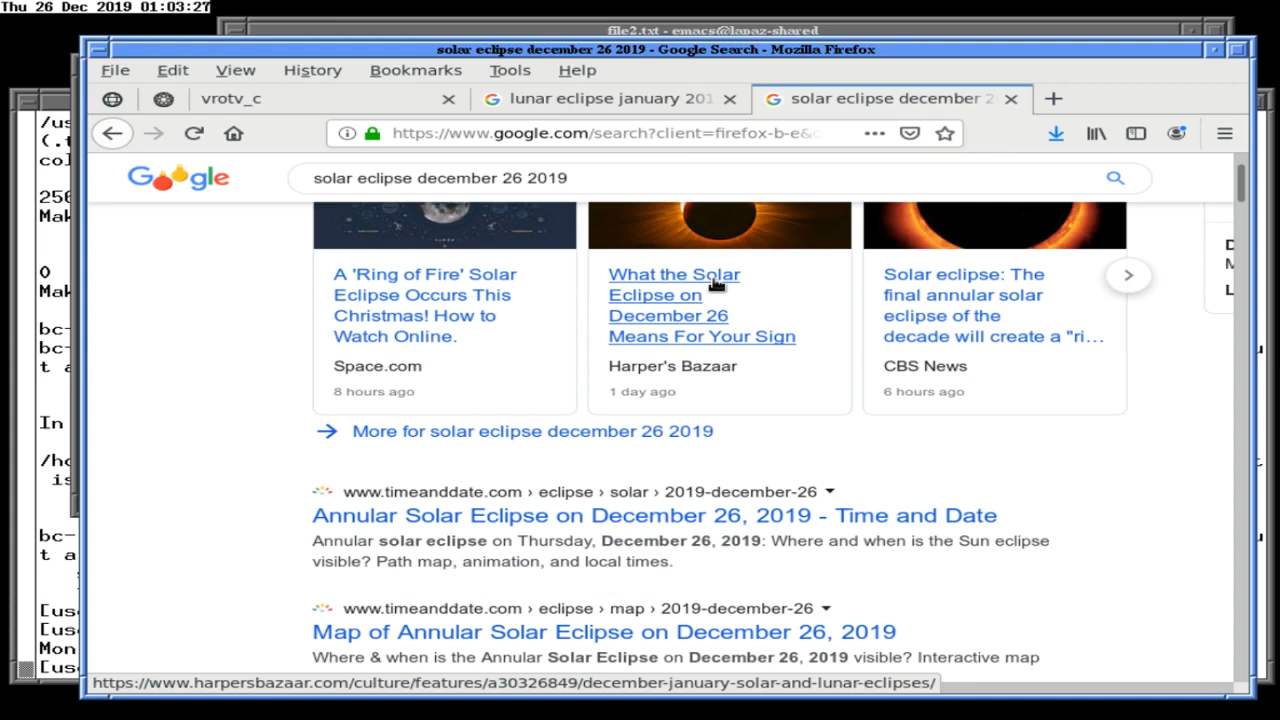 Thu 26 Dec 2019 01:03:27
file2.txt - emacs@lapaz-shared
solar eclipse december 26 2019 - Google Search - Mozilla Firefox
File Edit View History Bookmarks Tools Help
vrotv_c
lunar eclipse january 201
solar eclipse december 2
https://www.google.com/search?client=firefox-b-e&
Google
solar eclipse december 26 2019
A 'Ring of Fire' Solar
Eclipse Occurs This
Christmas! How to
Watch Online.
Space.com
8 hours ago
What the Solar
Eclipse on
December 26
Means For Your Sign
Harper's Bazaar
1 day ago
Solar eclipse: The
final annular solar
eclipse of the
decade will create a "ri…
CBS News
6 hours ago
More for solar eclipse december 26 2019
www.timeanddate.com › eclipse › solar › 2019-december-26
Annular Solar Eclipse on December 26, 2019 - Time and Date
Annular solar eclipse on Thursday, December 26, 2019: Where and when is the Sun eclipse
visible? Path map, animation, and local times.
www.timeanddate.com › eclipse › map › 2019-december-26
Map of Annular Solar Eclipse on December 26, 2019
Where & when is the Annular Solar Eclipse on December 26, 2019 visible? Interactive map
https://www.harpersbazaar.com/culture/features/a30326849/december-january-solar-and-lunar-eclipses/
/us
(.t
col
256
Mak
0
Mak
bc-
bc-
t a
In
/ho
is
bc-
t a
[use
[use
Mon
[use